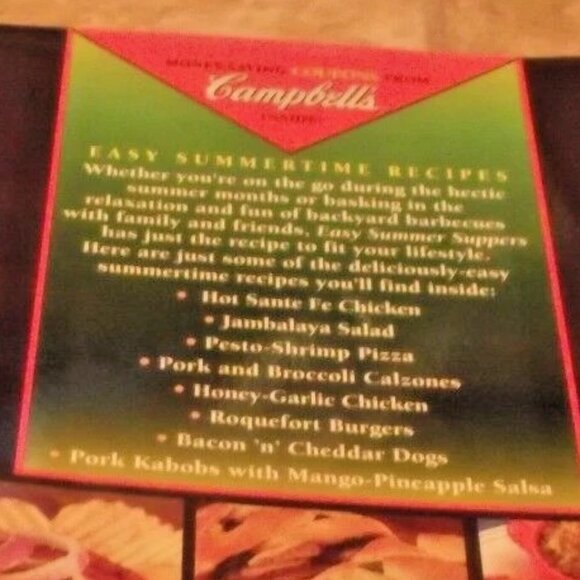 MONEY-SAVING COUPONS FROM
Campbell's
INSIDE!
EASY SUMMERTIME RECIPES
Whether you're on the go during the hectic
summer months or basking in the
relaxation and fun of backyard barbecues
with family and friends, Easy Summer Suppers
has just the recipe to fit your lifestyle.
Here are just some of the deliciously-easy
summertime recipes you'll find inside:
• Hot Sante Fe Chicken
• Jambalaya Salad
• Pesto-Shrimp Pizza
• Pork and Broccoli Calzones
• Honey-Garlic Chicken
• Roquefort Burgers
• Bacon 'n' Cheddar Dogs
• Pork Kabobs with Mango-Pineapple Salsa